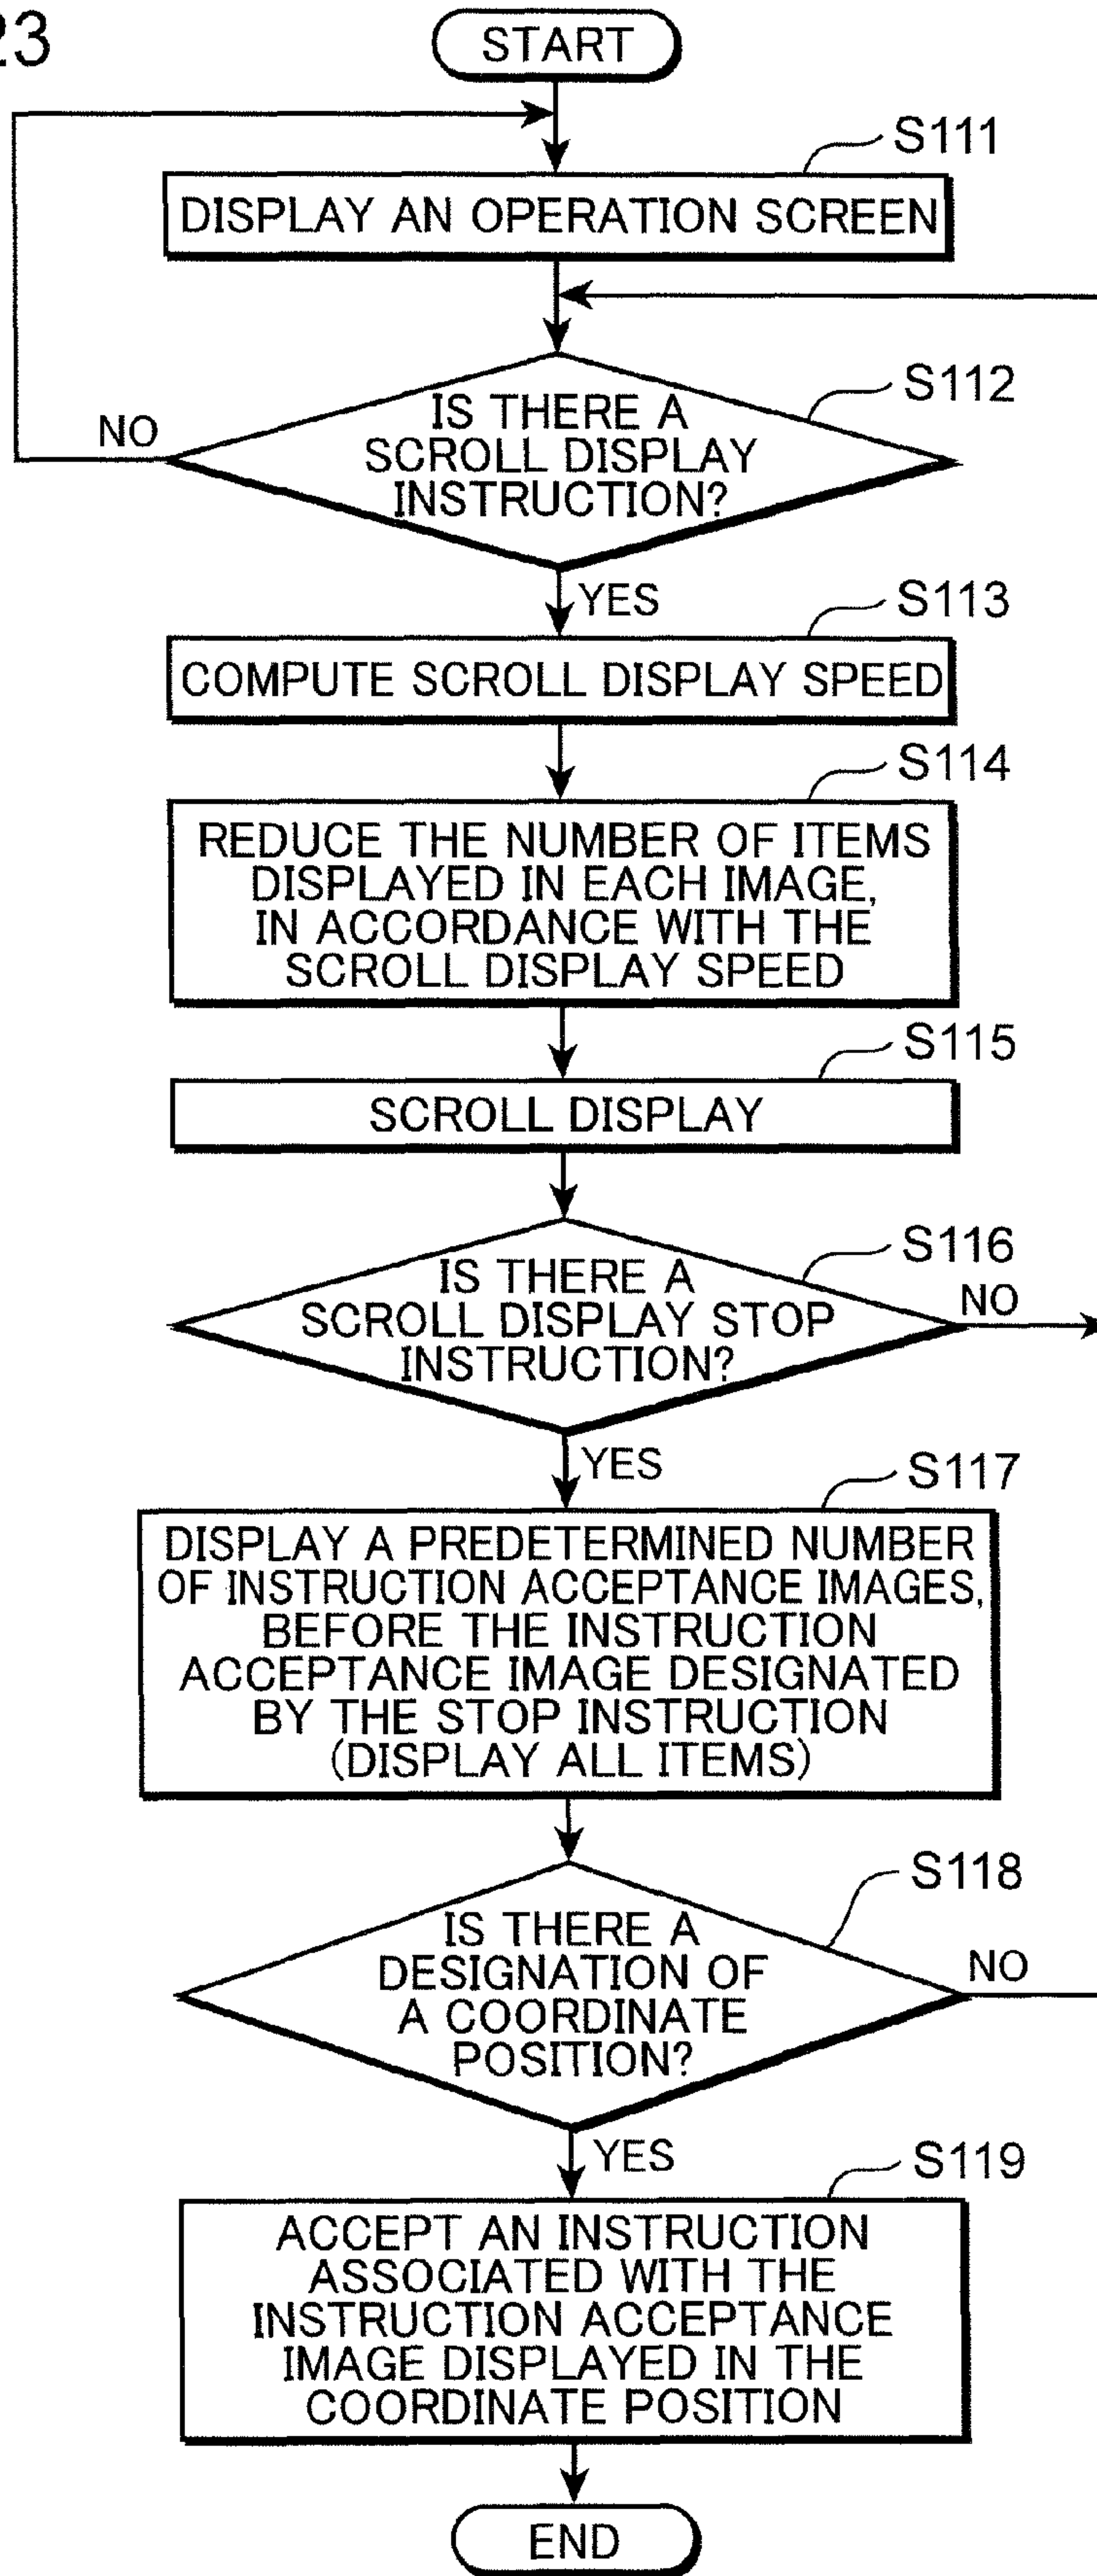 23
START
S111
DISPLAY AN OPERATION SCREEN
S112
IS THERE A
SCROLL DISPLAY
INSTRUCTION?
NO
YES
S113
COMPUTE SCROLL DISPLAY SPEED
S114
REDUCE THE NUMBER OF ITEMS
DISPLAYED IN EACH IMAGE,
IN ACCORDANCE WITH THE
SCROLL DISPLAY SPEED
S115
SCROLL DISPLAY
S116
IS THERE A
SCROLL DISPLAY STOP
INSTRUCTION?
NO
YES
S117
DISPLAY A PREDETERMINED NUMBER
OF INSTRUCTION ACCEPTANCE IMAGES,
BEFORE THE INSTRUCTION
ACCEPTANCE IMAGE DESIGNATED
BY THE STOP INSTRUCTION
(DISPLAY ALL ITEMS)
S118
IS THERE A
DESIGNATION OF
A COORDINATE
POSITION?
NO
YES
S119
ACCEPT AN INSTRUCTION
ASSOCIATED WITH THE
INSTRUCTION ACCEPTANCE
IMAGE DISPLAYED IN THE
COORDINATE POSITION
END